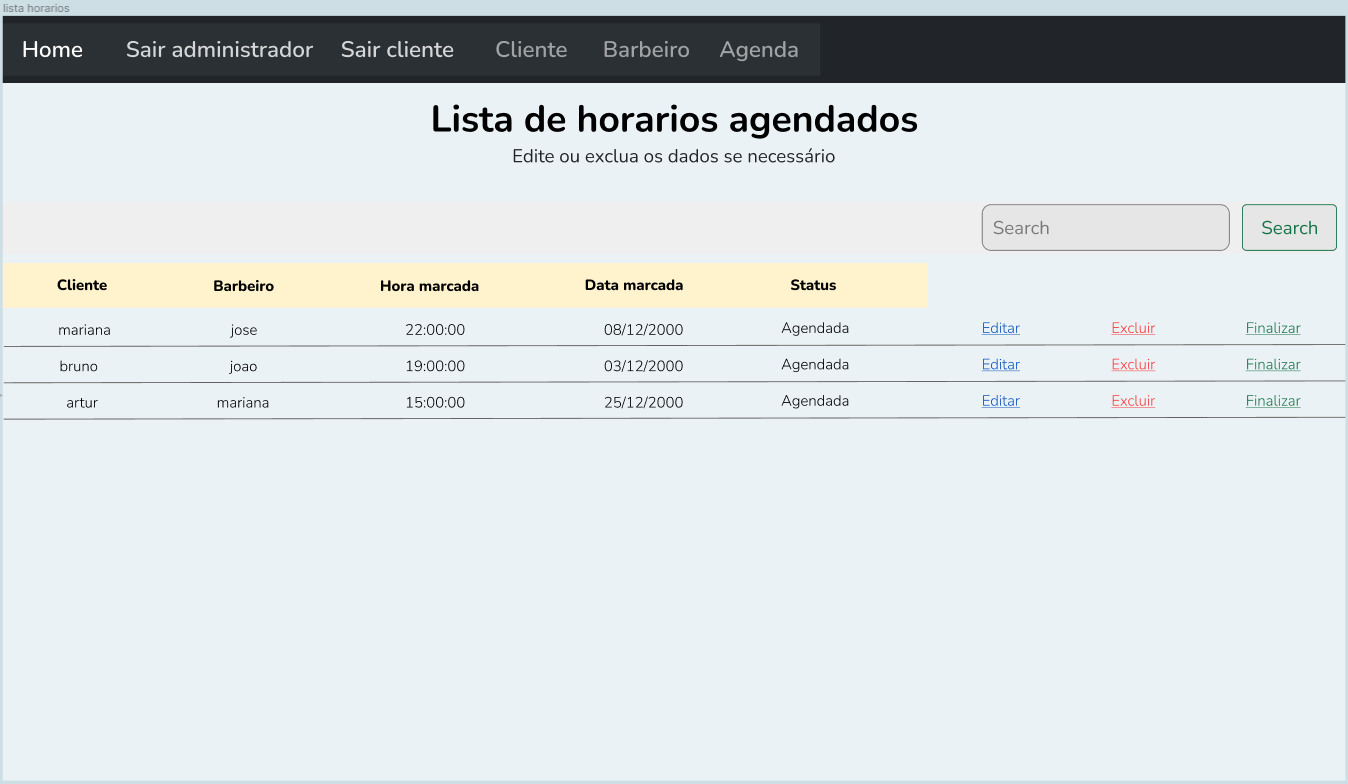 lista horarios
Home Sair administrador Sair cliente Cliente Barbeiro Agenda
Lista de horarios agendados
Edite ou exclua os dados se necessário
Search Search
Cliente Barbeiro Hora marcada Data marcada Status
mariana jose 22:00:00 08/12/2000 Agendada Editar Excluir Finalizar
bruno joao 19:00:00 03/12/2000 Agendada Editar Excluir Finalizar
artur mariana 15:00:00 25/12/2000 Agendada Editar Excluir Finalizar